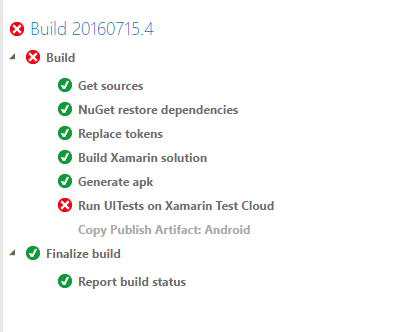 Build 20160715.4
Build
Get sources
NuGet restore dependencies
Replace tokens
Build Xamarin solution
Generate apk
Run UITests on Xamarin Test Cloud
Copy Publish Artifact: Android
Finalize build
Report build status